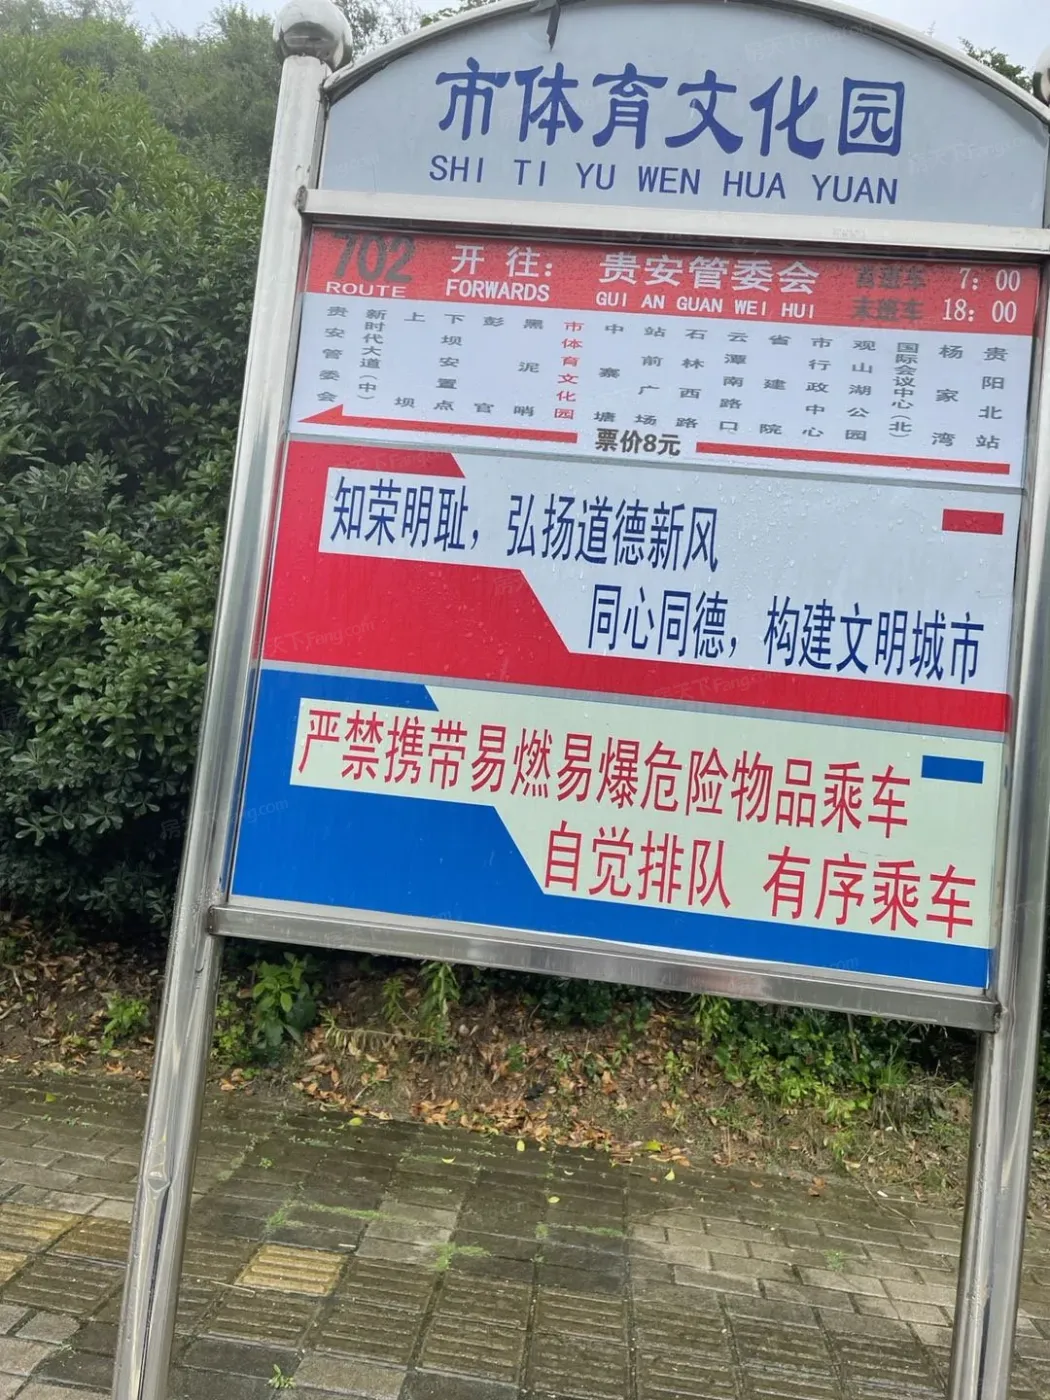 市体育文化园
SHI TI YU WEN HUA YUAN
702 开往：贵安管委会 首班车 7：00
ROUTE FORWARDS GUI AN GUAN WEI HUI 末班车 18：00
贵安管委会
新时代大道（中）
上坝
下坝安置点
彭官
黑泥哨
市体育文化园
中寨塘
站前广场
石林西路
云潭南路口
省建院
市行政中心
观山湖公园
国际会议中心（北）
杨家湾
贵阳北站
票价8元
知荣明耻，弘扬道德新风
同心同德，构建文明城市
严禁携带易燃易爆危险物品乘车
自觉排队 有序乘车